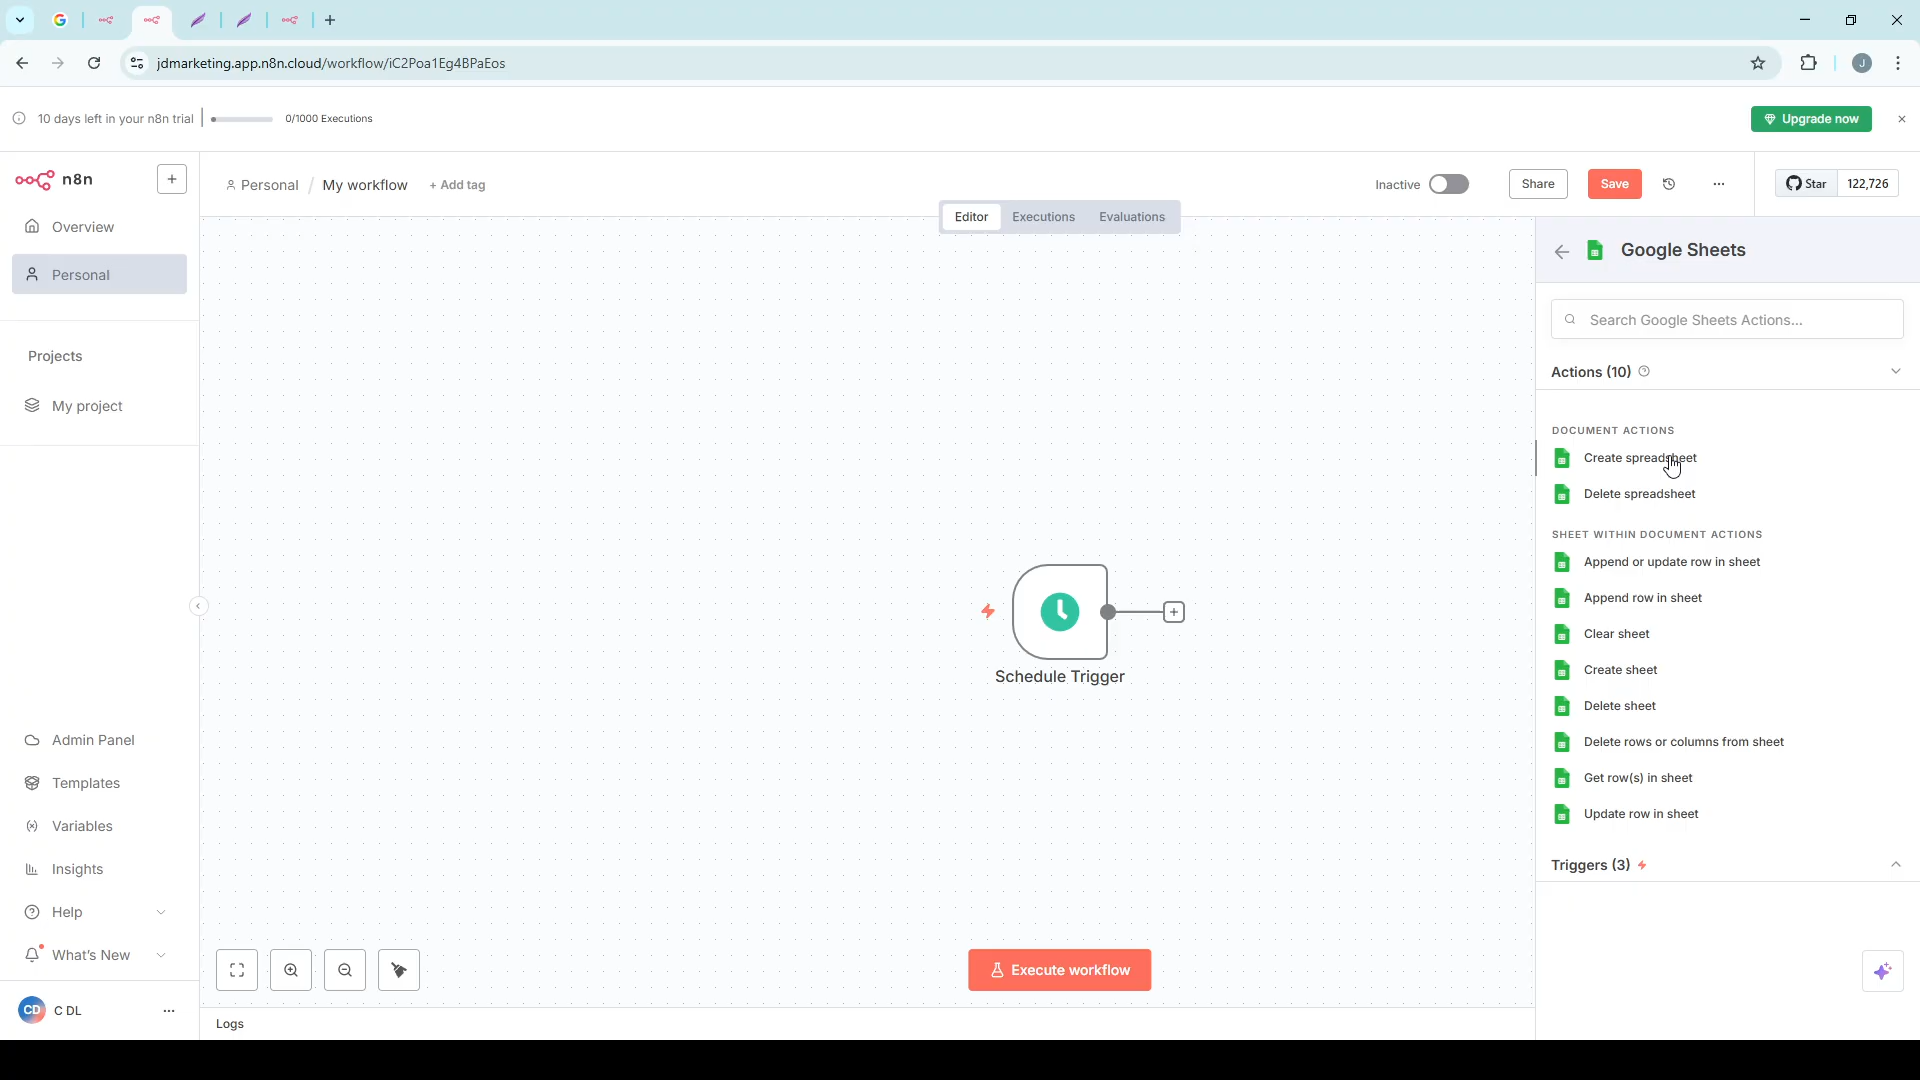 jdmarketing.app.n8n.cloud/workflow/iC2Poa1Eg4BPaEos
J
10 days left in your n8n trial
0/1000 Executions
Upgrade now
n8n
Personal / My workflow + Add tag
Inactive
Share
Save
Star 122,726
Editor Executions Evaluations
Overview
Personal
Projects
My project
Admin Panel
Templates
Variables
Insights
Help
What's New
CD C DL
Schedule Trigger
Execute workflow
Logs
Google Sheets
Search Google Sheets Actions...
Actions (10)
DOCUMENT ACTIONS
Create spreadsheet
Delete spreadsheet
SHEET WITHIN DOCUMENT ACTIONS
Append or update row in sheet
Append row in sheet
Clear sheet
Create sheet
Delete sheet
Delete rows or columns from sheet
Get row(s) in sheet
Update row in sheet
Triggers (3)